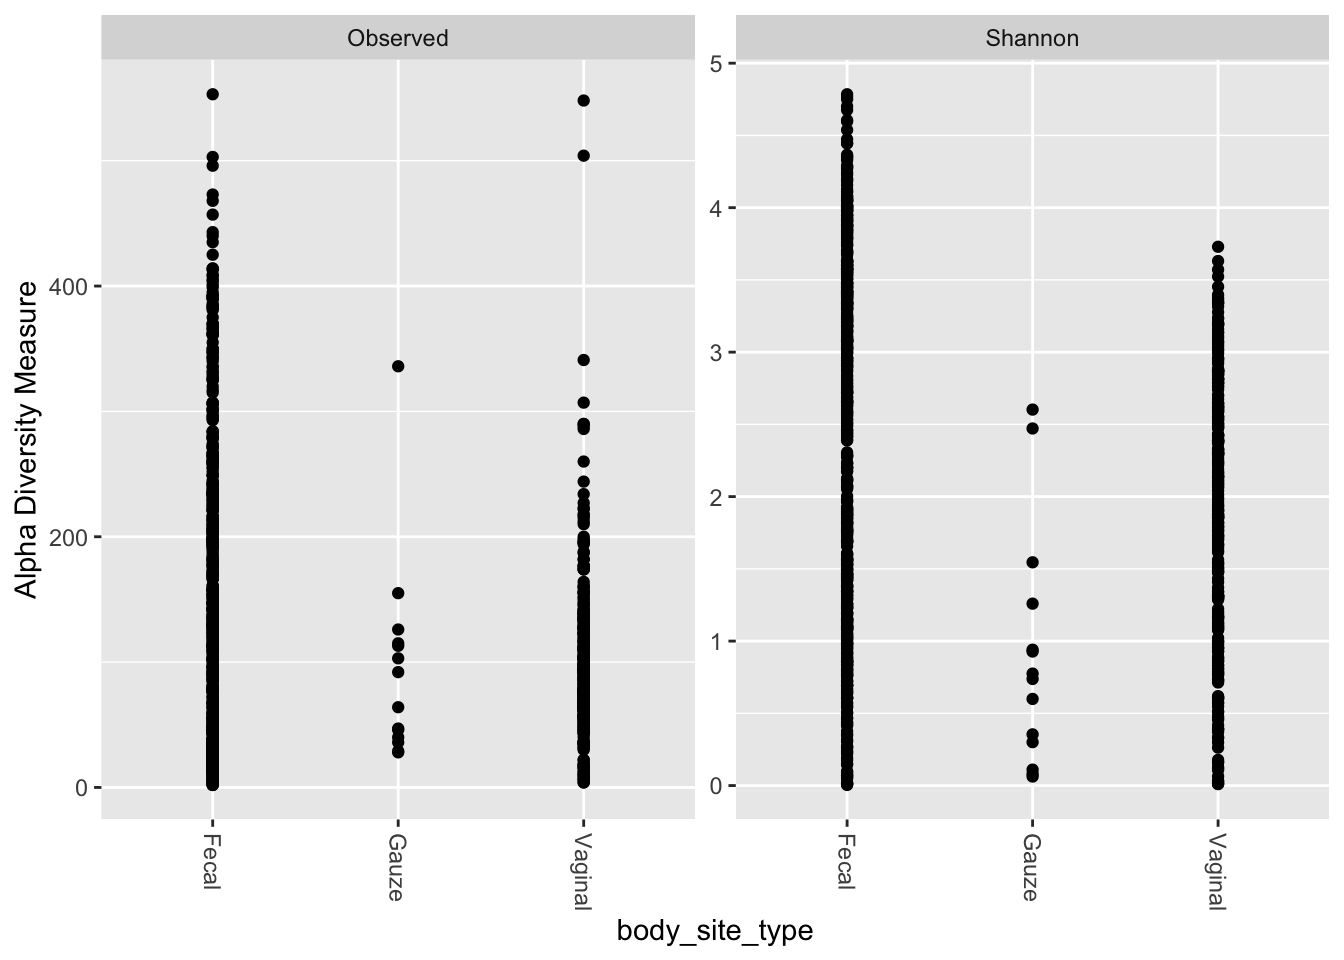 Observed
Shannon
Alpha Diversity Measure
400
200
0
5
4
3
2
1
0
Fecal
Gauze
Vaginal
Fecal
Gauze
Vaginal
body_site_type